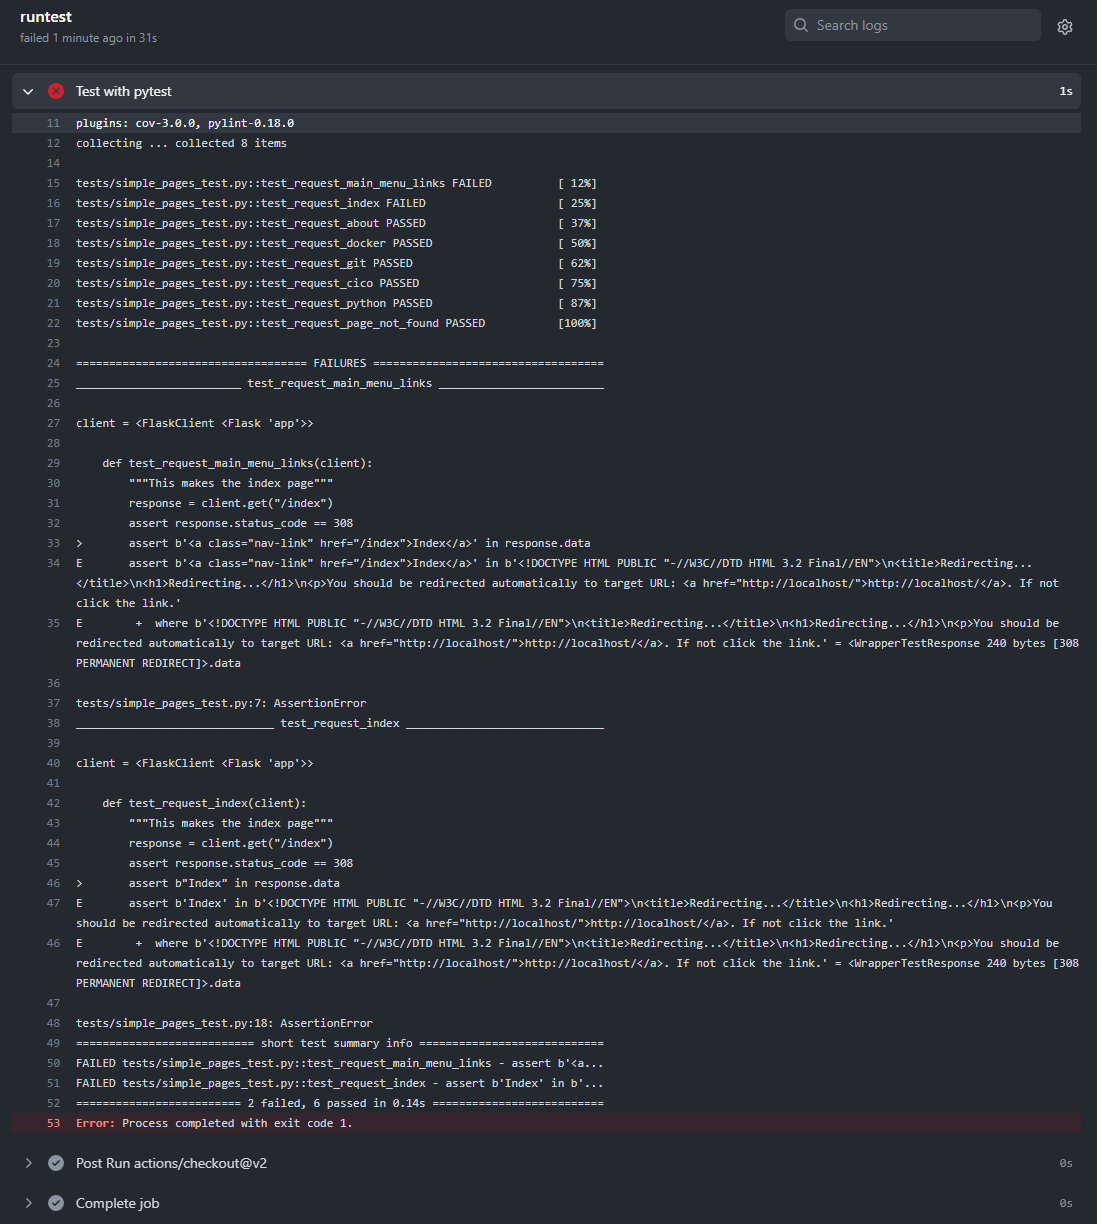 runtest
failed 1 minute ago in 31s
Search logs
Test with pytest 1s
11 plugins: cov-3.0.0, pylint-0.18.0
12 collecting ... collected 8 items
14
15 tests/simple_pages_test.py::test_request_main_menu_links FAILED [ 12%]
16 tests/simple_pages_test.py::test_request_index FAILED [ 25%]
17 tests/simple_pages_test.py::test_request_about PASSED [ 37%]
18 tests/simple_pages_test.py::test_request_docker PASSED [ 50%]
19 tests/simple_pages_test.py::test_request_git PASSED [ 62%]
20 tests/simple_pages_test.py::test_request_cico PASSED [ 75%]
21 tests/simple_pages_test.py::test_request_python PASSED [ 87%]
22 tests/simple_pages_test.py::test_request_page_not_found PASSED [100%]
23
24 =================================== FAILURES ===================================
25 _________________________ test_request_main_menu_links _________________________
26
27 client = <FlaskClient <Flask 'app'>>
28
29 def test_request_main_menu_links(client):
30 """This makes the index page"""
31 response = client.get("/index")
32 assert response.status_code == 308
33 > assert b'<a class="nav-link" href="/index">Index</a>' in response.data
34 E assert b'<a class="nav-link" href="/index">Index</a>' in b'<!DOCTYPE HTML PUBLIC "-//W3C//DTD HTML 3.2 Final//EN">\n<title>Redirecting...
</title>\n<h1>Redirecting...</h1>\n<p>You should be redirected automatically to target URL: <a href="http://localhost/">http://localhost/</a>. If not
click the link.'
35 E + where b'<!DOCTYPE HTML PUBLIC "-//W3C//DTD HTML 3.2 Final//EN">\n<title>Redirecting...</title>\n<h1>Redirecting...</h1>\n<p>You should be
redirected automatically to target URL: <a href="http://localhost/">http://localhost/</a>. If not click the link.' = <WrapperTestResponse 240 bytes [308
PERMANENT REDIRECT]>.data
36
37 tests/simple_pages_test.py:7: AssertionError
38 ______________________________ test_request_index ______________________________
39
40 client = <FlaskClient <Flask 'app'>>
41
42 def test_request_index(client):
43 """This makes the index page"""
44 response = client.get("/index")
45 assert response.status_code == 308
46 > assert b"Index" in response.data
47 E assert b'Index' in b'<!DOCTYPE HTML PUBLIC "-//W3C//DTD HTML 3.2 Final//EN">\n<title>Redirecting...</title>\n<h1>Redirecting...</h1>\n<p>You
should be redirected automatically to target URL: <a href="http://localhost/">http://localhost/</a>. If not click the link.'
46 E + where b'<!DOCTYPE HTML PUBLIC "-//W3C//DTD HTML 3.2 Final//EN">\n<title>Redirecting...</title>\n<h1>Redirecting...</h1>\n<p>You should be
redirected automatically to target URL: <a href="http://localhost/">http://localhost/</a>. If not click the link.' = <WrapperTestResponse 240 bytes [308
PERMANENT REDIRECT]>.data
47
48 tests/simple_pages_test.py:18: AssertionError
49 =========================== short test summary info ============================
50 FAILED tests/simple_pages_test.py::test_request_main_menu_links - assert b'<a...
51 FAILED tests/simple_pages_test.py::test_request_index - assert b'Index' in b'...
52 ========================= 2 failed, 6 passed in 0.14s ==========================
53 Error: Process completed with exit code 1.
Post Run actions/checkout@v2 0s
Complete job 0s